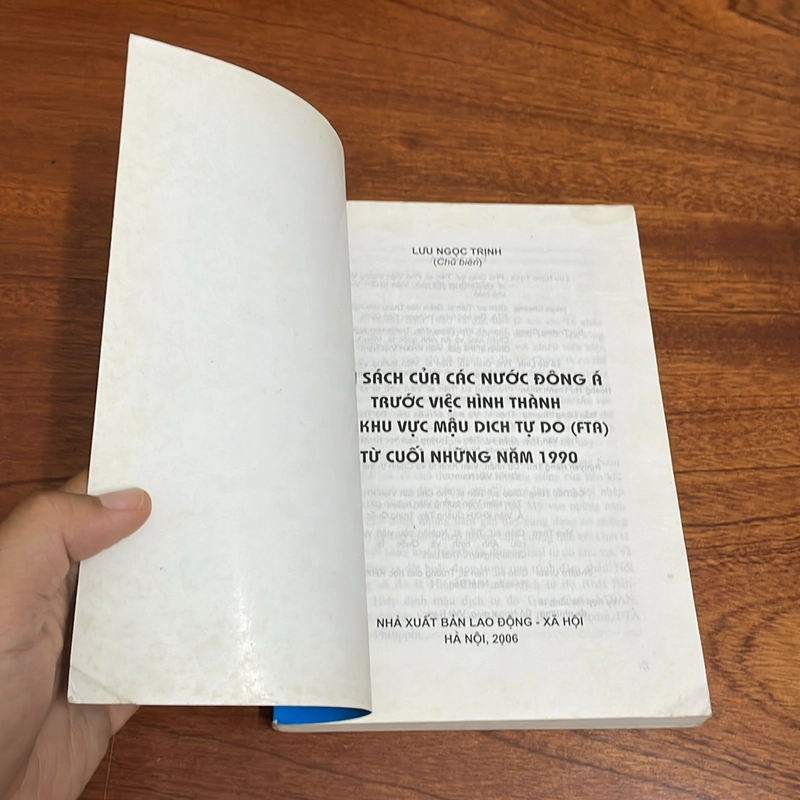 LƯU NGỌC TRỊNH
(Chủ biên)
SÁCH CỦA CÁC NƯỚC ĐÔNG Á
TRƯỚC VIỆC HÌNH THÀNH
KHU VỰC MẬU DỊCH TỰ DO (FTA)
TỪ CUỐI NHỮNG NĂM 1990
NHÀ XUẤT BẢN LAO ĐỘNG - XÃ HỘI
HÀ NỘI, 2006